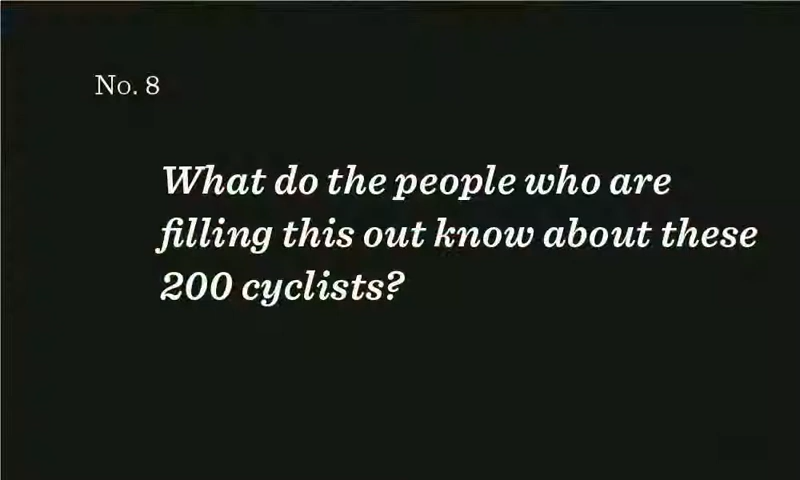 No. 8
What do the people who are
filling this out know about these
200 cyclists?